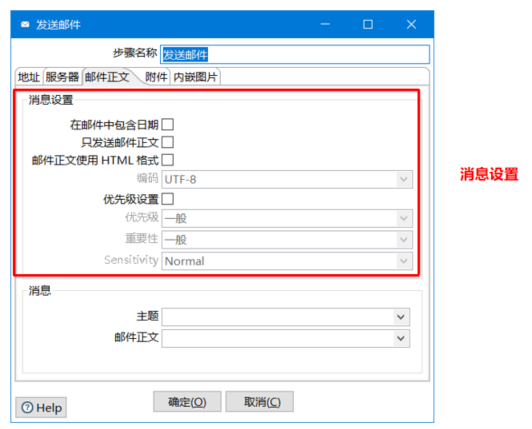 发送邮件
步骤名称 发送邮件
地址 服务器 邮件正文 附件 内嵌图片
消息设置
在邮件中包含日期
只发送邮件正文
邮件正文使用 HTML 格式
编码 UTF-8
消息设置
优先级设置
优先级 一般
重要性 一般
Sensitivity Normal
消息
主题
邮件正文
Help 确定(O) 取消(C)